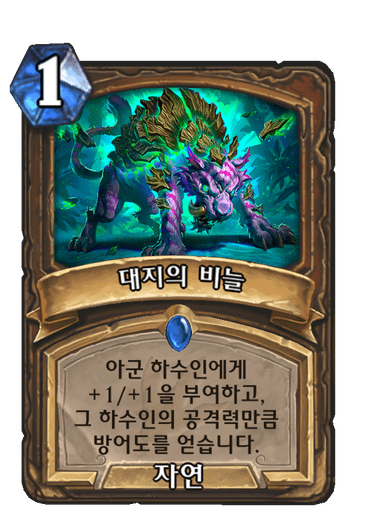 1
대지의 비늘
아군 하수인에게
+1/+1을 부여하고,
그 하수인의 공격력만큼
방어도를 얻습니다.
자연